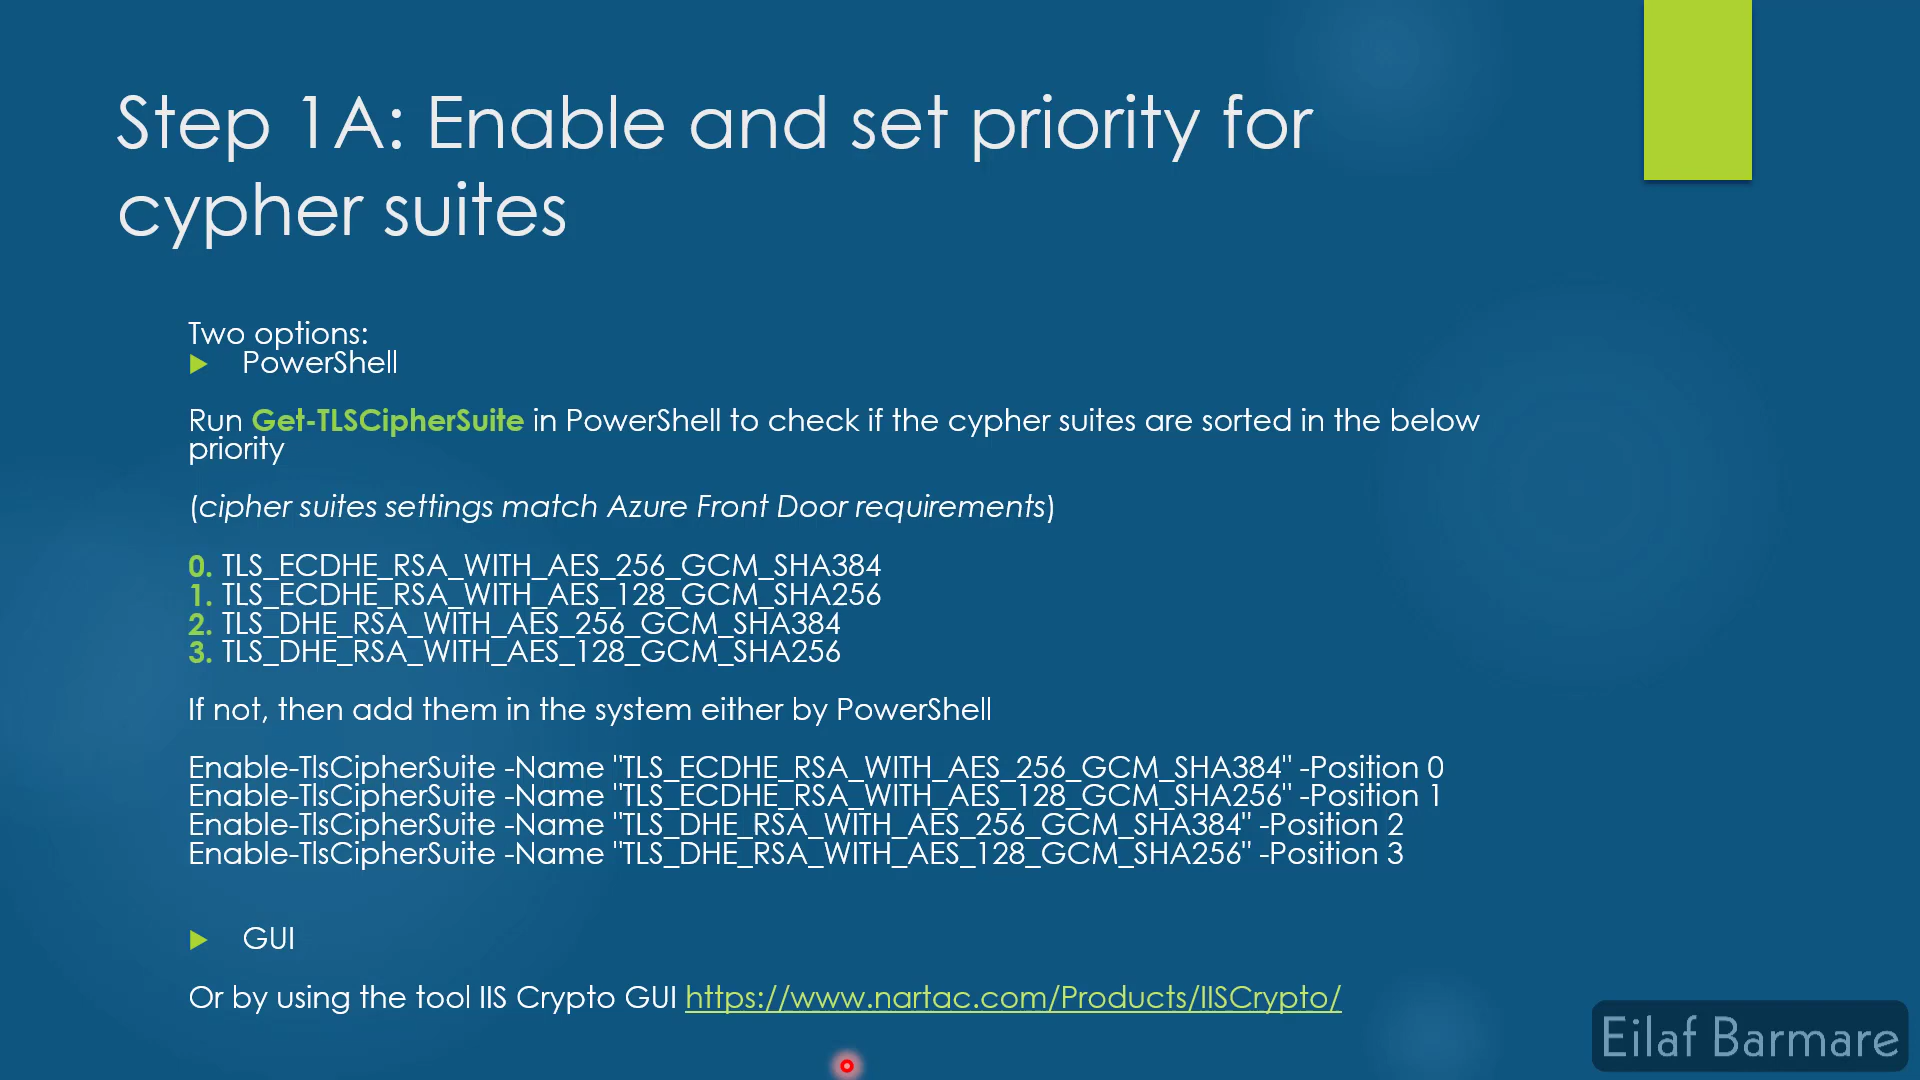 Step 1A: Enable and set priority for
cypher suites
Two options:
PowerShell
Run Get-TLSCipherSuite in PowerShell to check if the cypher suites are sorted in the below
priority
(cipher suites settings match Azure Front Door requirements)
0. TLS_ECDHE_RSA_WITH_AES_256_GCM_SHA384
1. TLS_ECDHE_RSA_WITH_AES_128_GCM_SHA256
2. TLS_DHE_RSA_WITH_AES_256_GCM_SHA384
3. TLS_DHE_RSA_WITH_AES_128_GCM_SHA256
If not, then add them in the system either by PowerShell
Enable-TlsCipherSuite -Name "TLS_ECDHE_RSA_WITH_AES_256_GCM_SHA384" -Position 0
Enable-TlsCipherSuite -Name "TLS_ECDHE_RSA_WITH_AES_128_GCM_SHA256" -Position 1
Enable-TlsCipherSuite -Name "TLS_DHE_RSA_WITH_AES_256_GCM_SHA384" -Position 2
Enable-TlsCipherSuite -Name "TLS_DHE_RSA_WITH_AES_128_GCM_SHA256" -Position 3
GUI
Or by using the tool IIS Crypto GUI https://www.nartac.com/Products/IISCrypto/
Eilaf Barmare